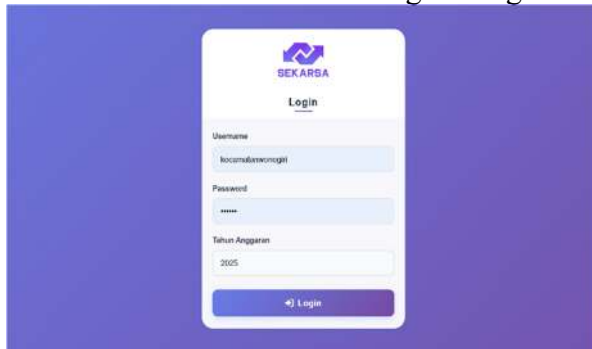 SEKARSA
Login
Username
Password
••••••
Tahun Anggaran
2025
Login